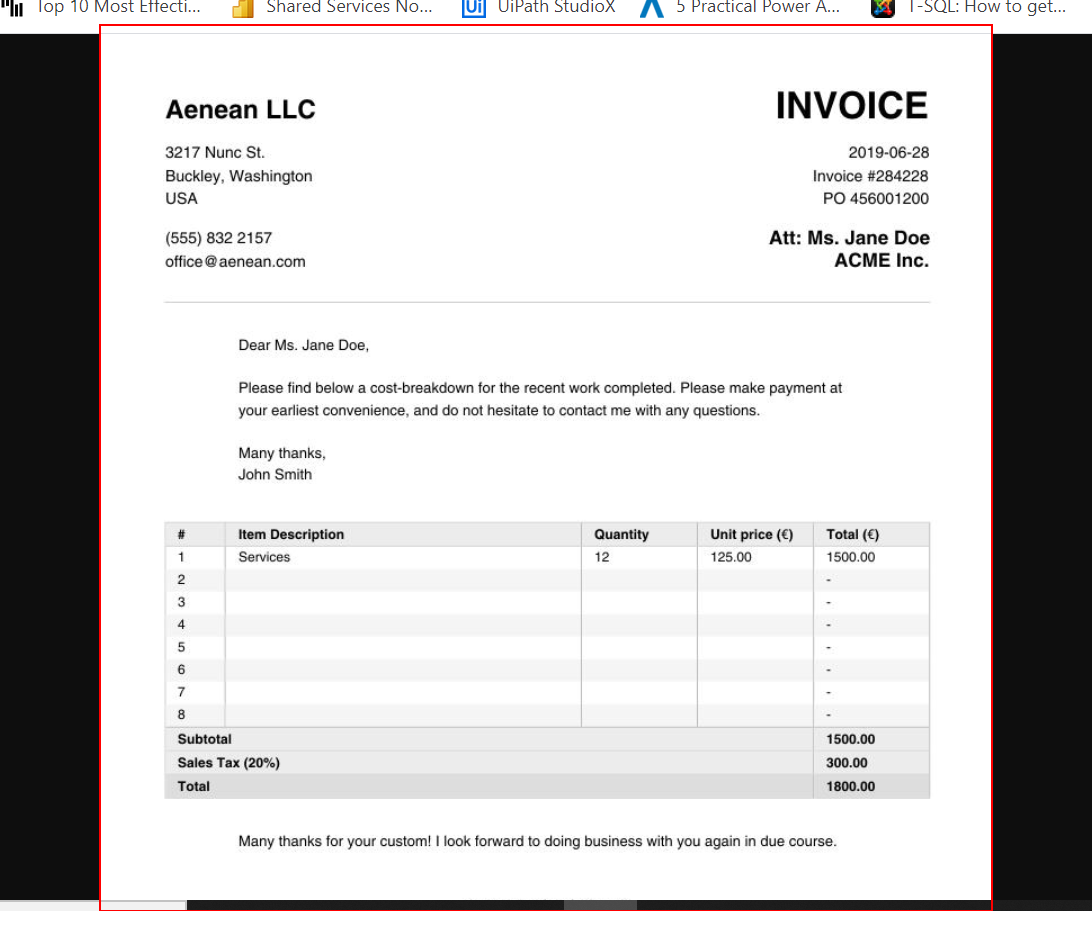 Top 10 Most Effecti... Shared Services No... Ui UiPath StudioX 5 Practical Power A... T-SQL: How to get...
Aenean LLC
INVOICE
3217 Nunc St.
Buckley, Washington
USA
2019-06-28
Invoice #284228
PO 456001200
(555) 832 2157
office@aenean.com
Att: Ms. Jane Doe
ACME Inc.
Dear Ms. Jane Doe,
Please find below a cost-breakdown for the recent work completed. Please make payment at
your earliest convenience, and do not hesitate to contact me with any questions.
Many thanks,
John Smith
# Item Description Quantity Unit price (€) Total (€)
1 Services 12 125.00 1500.00
2 -
3 -
4 -
5 -
6 -
7 -
8 -
Subtotal 1500.00
Sales Tax (20%) 300.00
Total 1800.00
Many thanks for your custom! I look forward to doing business with you again in due course.